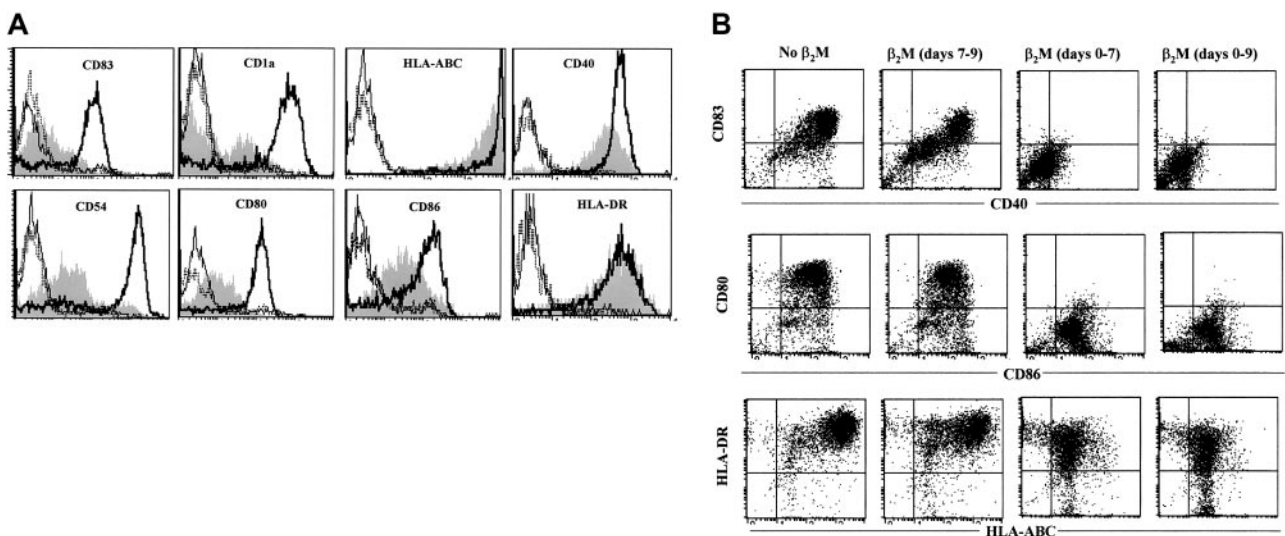 A
CD83
CD1a
HLA-ABC
CD40
CD54
CD80
CD86
HLA-DR
B
No β₂M
β₂M (days 7-9)
β₂M (days 0-7)
β₂M (days 0-9)
CD83
CD40
CD80
CD86
HLA-DR
HLA-ABC